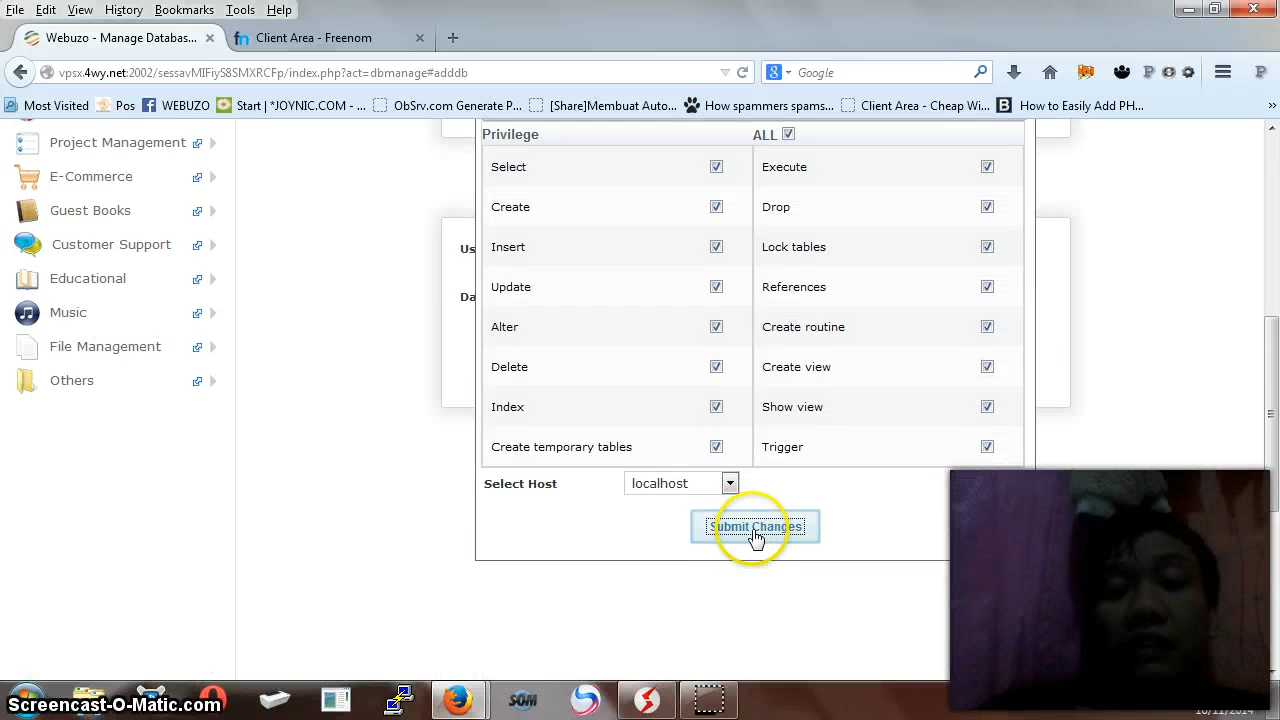 File Edit View History Bookmarks Tools Help
Webuzo - Manage Databas... × Client Area - Freenom × +
vpsx.4wy.net:2002/sessavMIFiyS8SMXRCFp/index.php?act=dbmanage#adddb Google
Most Visited Pos WEBUZO Start | *JOYNIC.COM - ... ObSrv.com Generate P... [Share]Membuat Auto... How spammers spams... Client Area - Cheap Wi... How to Easily Add PH... »
Project Management
E-Commerce
Guest Books
Customer Support
Educational
Music
File Management
Others
Us
Da
Privilege ALL
Select Execute
Create Drop
Insert Lock tables
Update References
Alter Create routine
Delete Create view
Index Show view
Create temporary tables Trigger
Select Host localhost
Submit Changes
Screencast-O-Matic.com
SQM